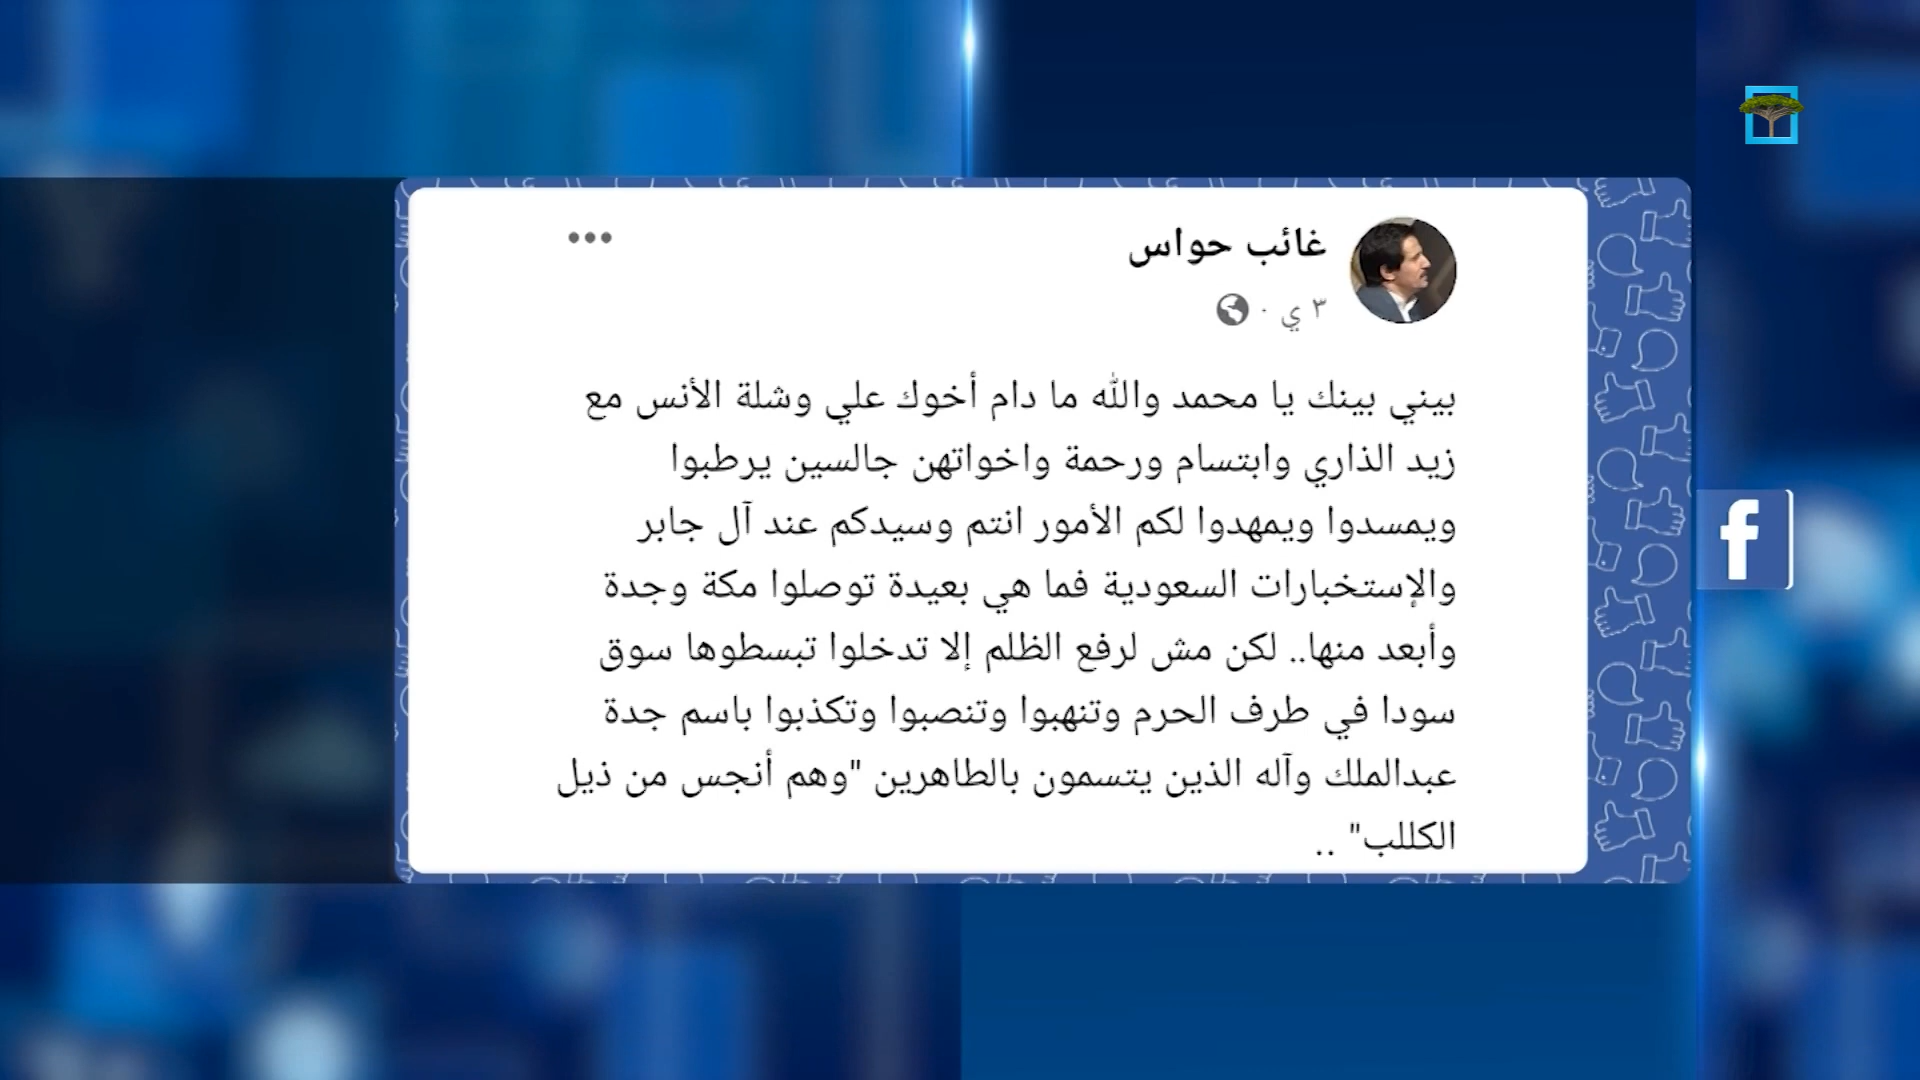 غائب حواس
٣ ي ·
بيني بينك يا محمد والله ما دام أخوك علي وشلة الأنس مع
زيد الذاري وابتسام ورحمة واخواتهن جالسين يرطبوا
ويمسدوا ويمهدوا لكم الأمور انتم وسيدكم عند آل جابر
والإستخبارات السعودية فما هي بعيدة توصلوا مكة وجدة
وأبعد منها.. لكن مش لرفع الظلم إلا تدخلوا تبسطوها سوق
سودا في طرف الحرم وتنهبوا وتنصبوا وتكذبوا باسم جدة
عبدالملك وآله الذين يتسمون بالطاهرين "وهم أنجس من ذيل
الكللب" ..
f